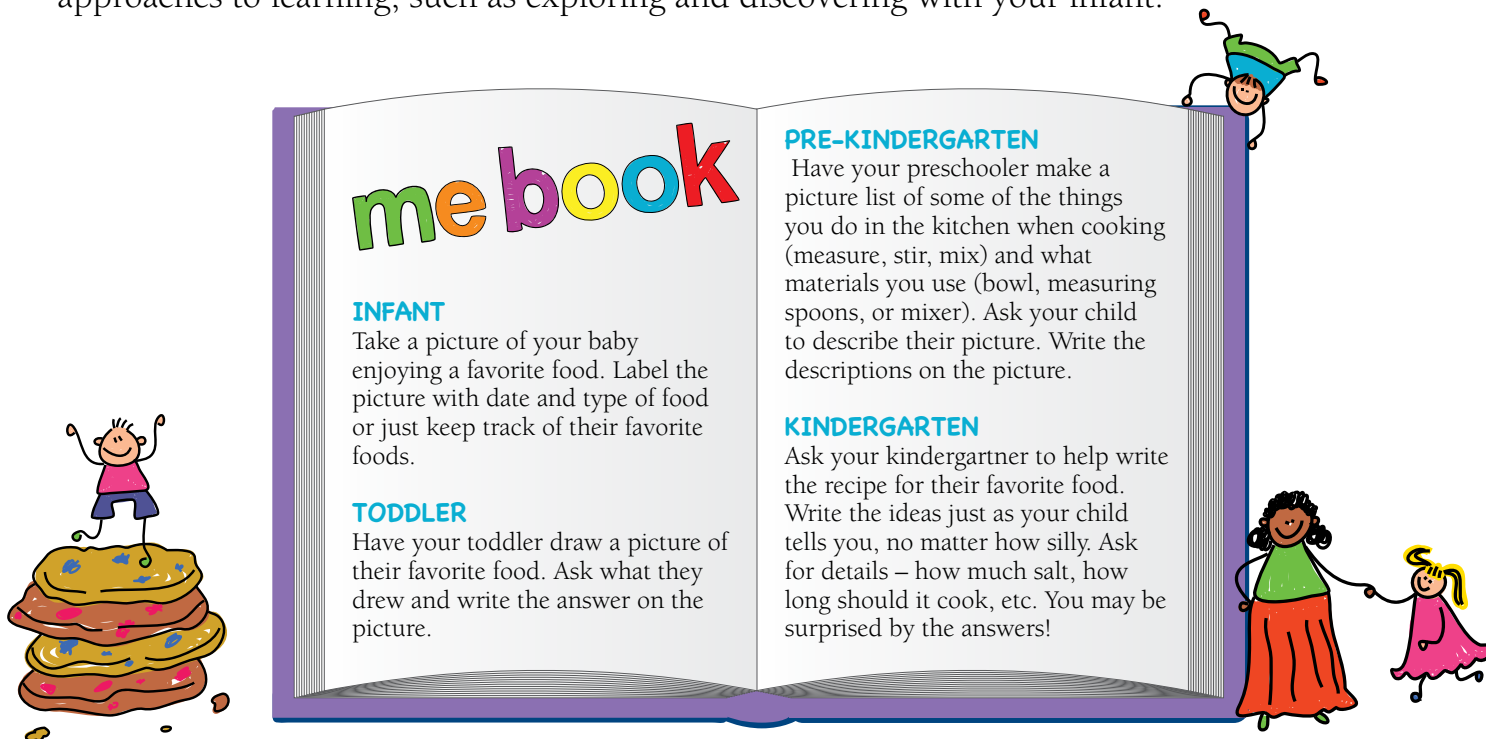 approaches to learning, such as exploring and discovering with your infant.
me book
INFANT
Take a picture of your baby
enjoying a favorite food. Label the
picture with date and type of food
or just keep track of their favorite
foods.
TODDLER
Have your toddler draw a picture of
their favorite food. Ask what they
drew and write the answer on the
picture.
PRE-KINDERGARTEN
Have your preschooler make a
picture list of some of the things
you do in the kitchen when cooking
(measure, stir, mix) and what
materials you use (bowl, measuring
spoons, or mixer). Ask your child
to describe their picture. Write the
descriptions on the picture.
KINDERGARTEN
Ask your kindergartner to help write
the recipe for their favorite food.
Write the ideas just as your child
tells you, no matter how silly. Ask
for details – how much salt, how
long should it cook, etc. You may be
surprised by the answers!